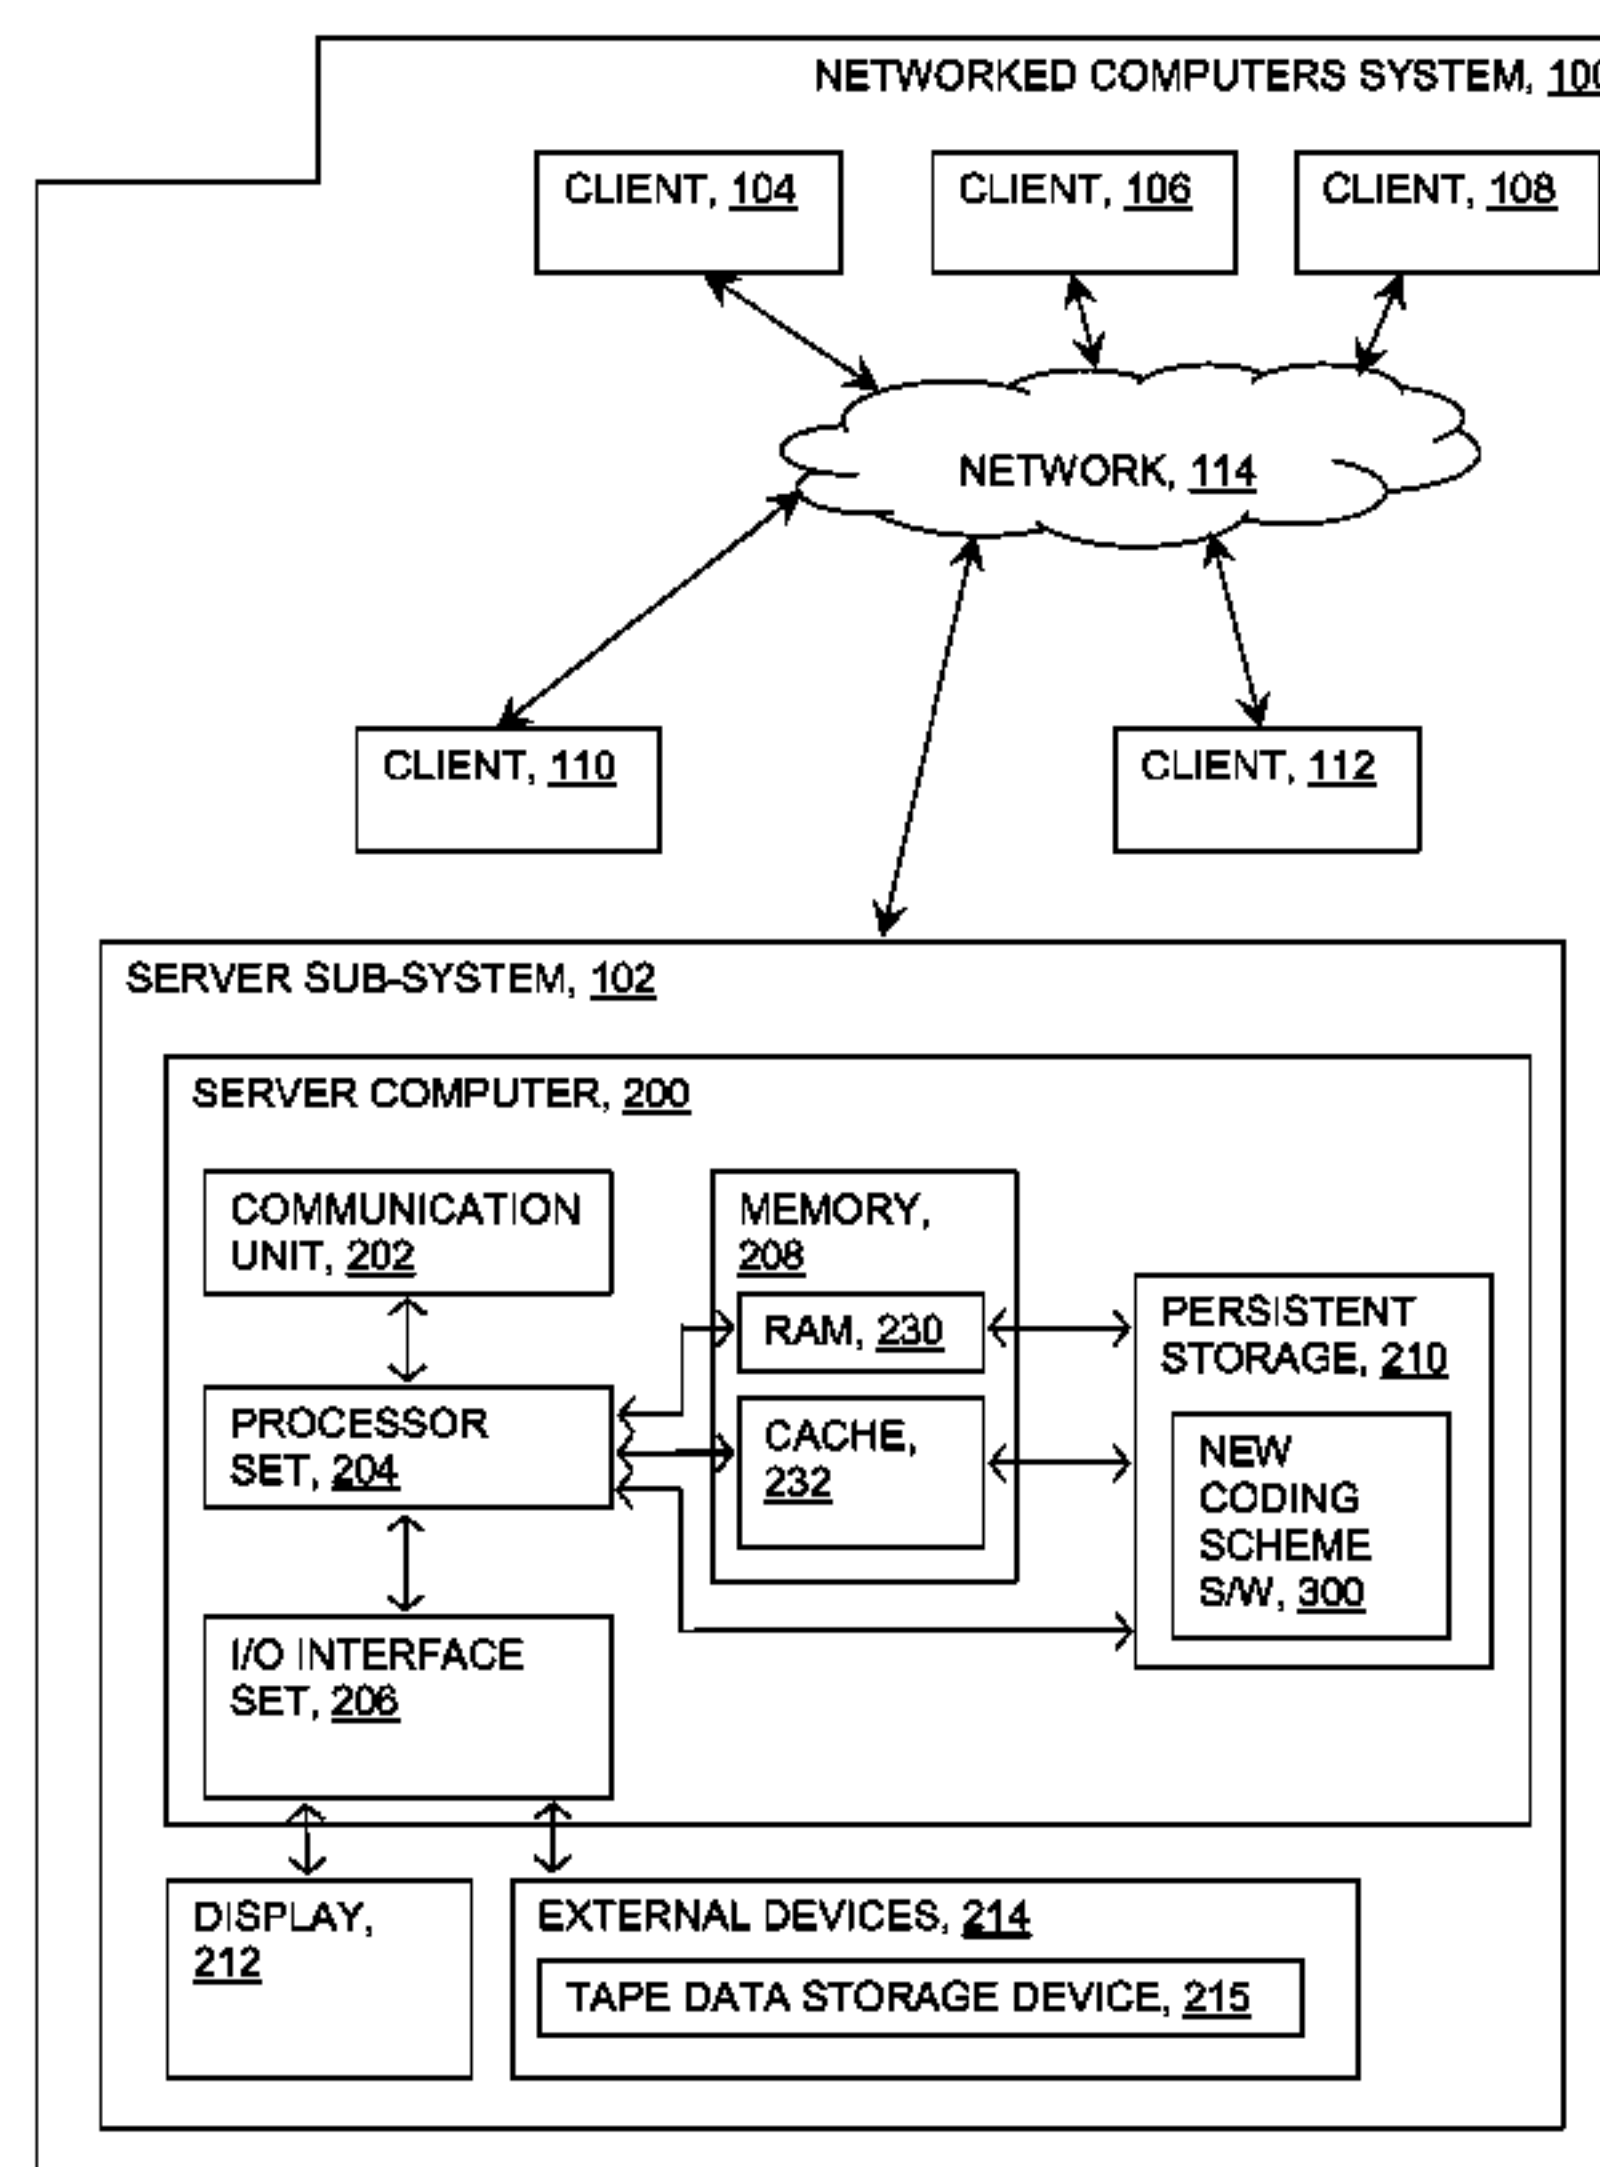 NETWORKED COMPUTERS SYSTEM, 100
CLIENT, 104
CLIENT, 106
CLIENT, 108
NETWORK, 114
CLIENT, 110
CLIENT, 112
SERVER SUB-SYSTEM, 102
SERVER COMPUTER, 200
COMMUNICATION
UNIT, 202
MEMORY,
208
RAM, 230
CACHE,
232
PERSISTENT
STORAGE, 210
NEW
CODING
SCHEME
S/W, 300
PROCESSOR
SET, 204
I/O INTERFACE
SET, 206
DISPLAY,
212
EXTERNAL DEVICES, 214
TAPE DATA STORAGE DEVICE, 215